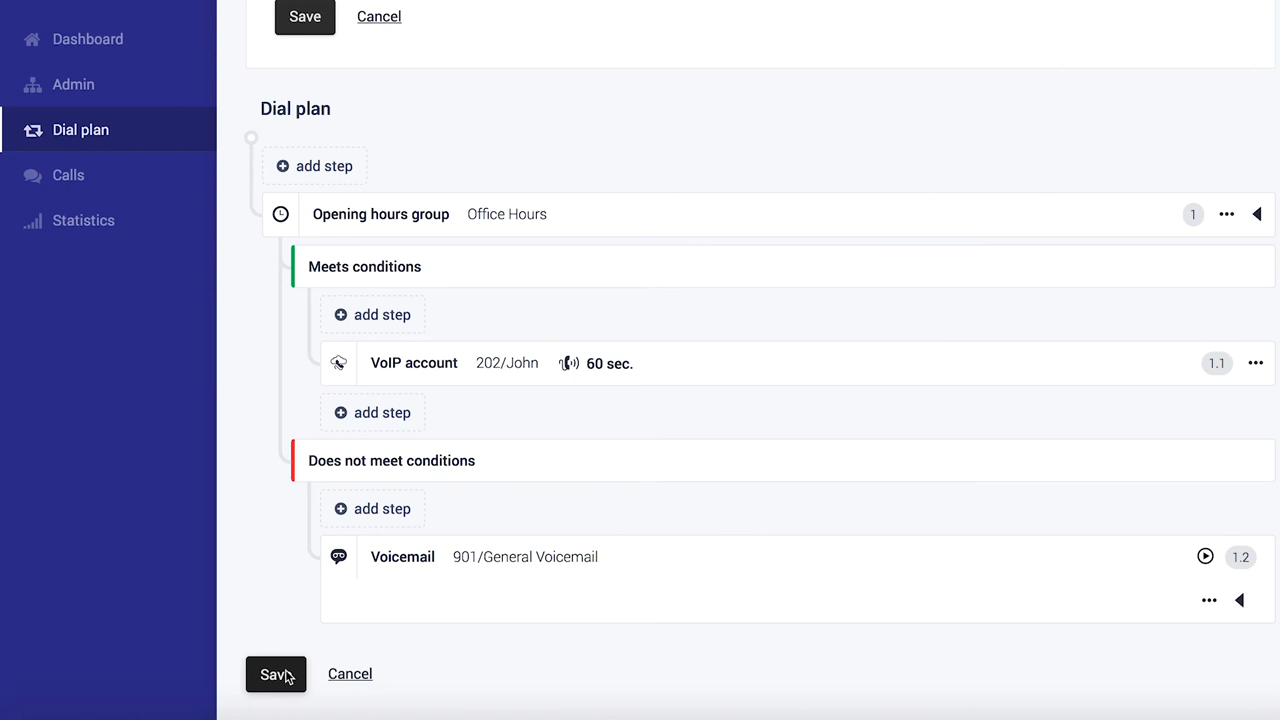 Save Cancel
Dashboard
Admin
Dial plan
Calls
Statistics
Dial plan
add step
Opening hours group Office Hours 1
Meets conditions
add step
VoIP account 202/John 60 sec. 1.1
add step
Does not meet conditions
add step
Voicemail 901/General Voicemail 1.2
Save Cancel